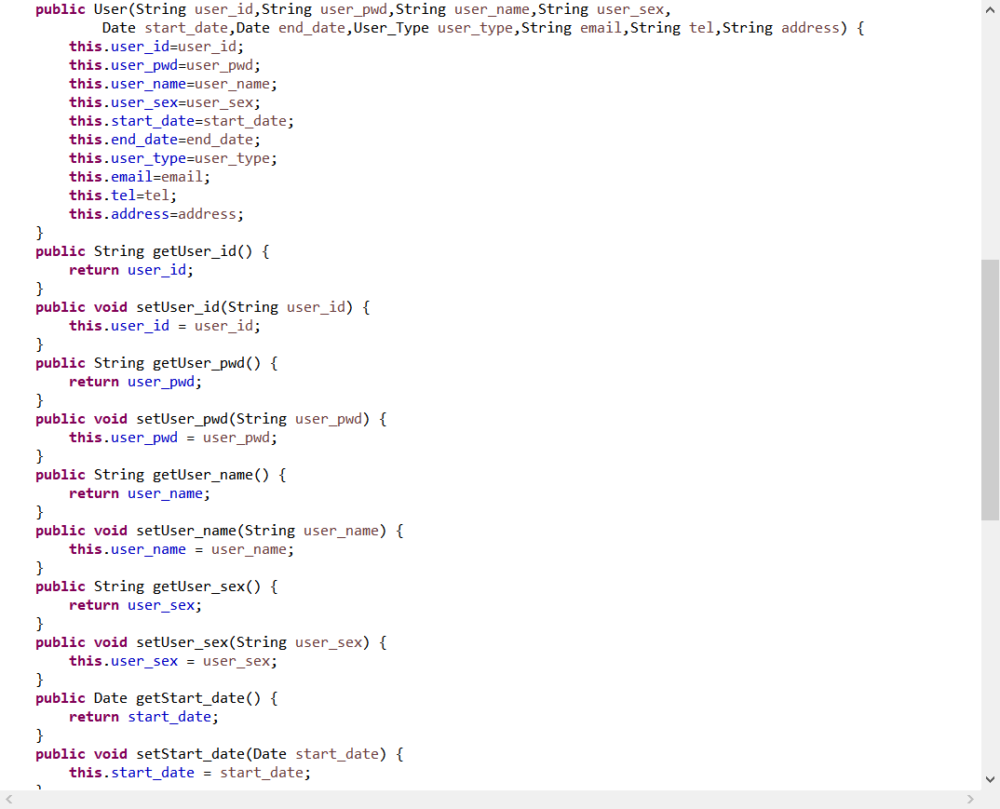 public User(String user_id,String user_pwd,String user_name,String user_sex,
Date start_date,Date end_date,User_Type user_type,String email,String tel,String address) {
this.user_id=user_id;
this.user_pwd=user_pwd;
this.user_name=user_name;
this.user_sex=user_sex;
this.start_date=start_date;
this.end_date=end_date;
this.user_type=user_type;
this.email=email;
this.tel=tel;
this.address=address;
}
public String getUser_id() {
return user_id;
}
public void setUser_id(String user_id) {
this.user_id = user_id;
}
public String getUser_pwd() {
return user_pwd;
}
public void setUser_pwd(String user_pwd) {
this.user_pwd = user_pwd;
}
public String getUser_name() {
return user_name;
}
public void setUser_name(String user_name) {
this.user_name = user_name;
}
public String getUser_sex() {
return user_sex;
}
public void setUser_sex(String user_sex) {
this.user_sex = user_sex;
}
public Date getStart_date() {
return start_date;
}
public void setStart_date(Date start_date) {
this.start_date = start_date;
}